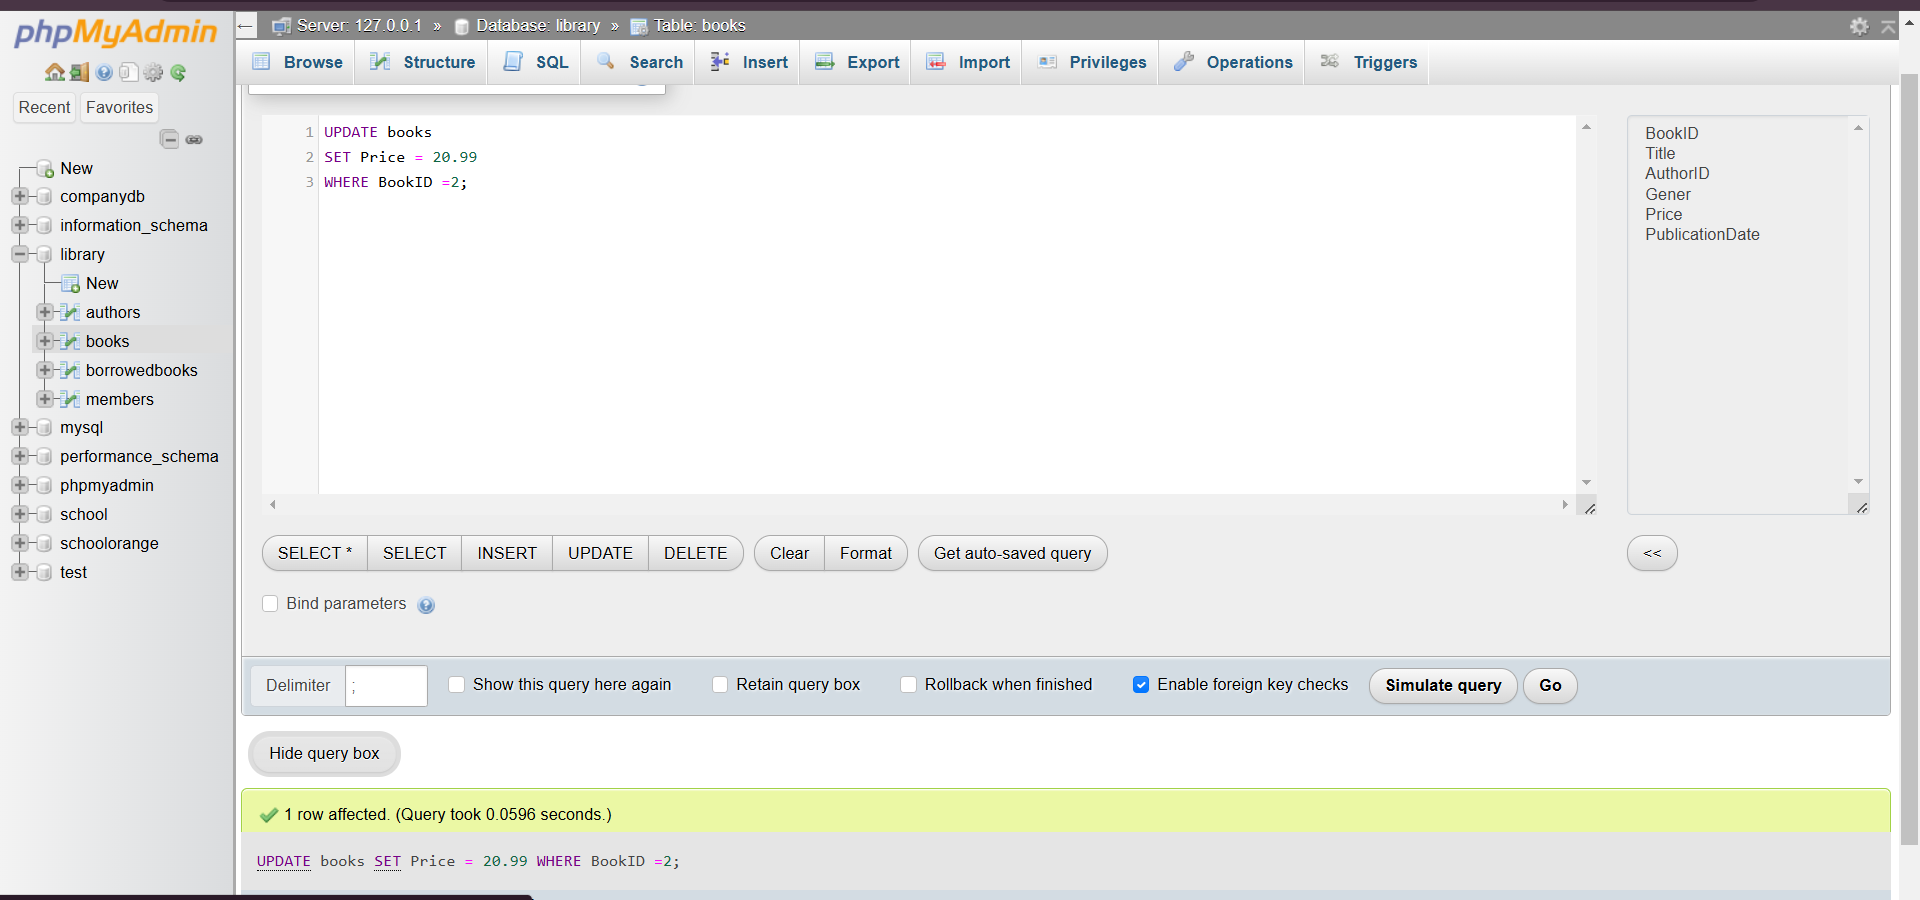 phpMyAdmin
Recent
Favorites
New
companydb
information_schema
library
New
authors
books
borrowedbooks
members
mysql
performance_schema
phpmyadmin
school
schoolorange
test
Server: 127.0.0.1 » Database: library » Table: books
Browse Structure SQL Search Insert Export Import Privileges Operations Triggers
1 UPDATE books
2 SET Price = 20.99
3 WHERE BookID =2;
BookID
Title
AuthorID
Gener
Price
PublicationDate
SELECT * SELECT INSERT UPDATE DELETE Clear Format Get auto-saved query <<
Bind parameters
Delimiter ; Show this query here again Retain query box Rollback when finished Enable foreign key checks Simulate query Go
Hide query box
1 row affected. (Query took 0.0596 seconds.)
UPDATE books SET Price = 20.99 WHERE BookID =2;